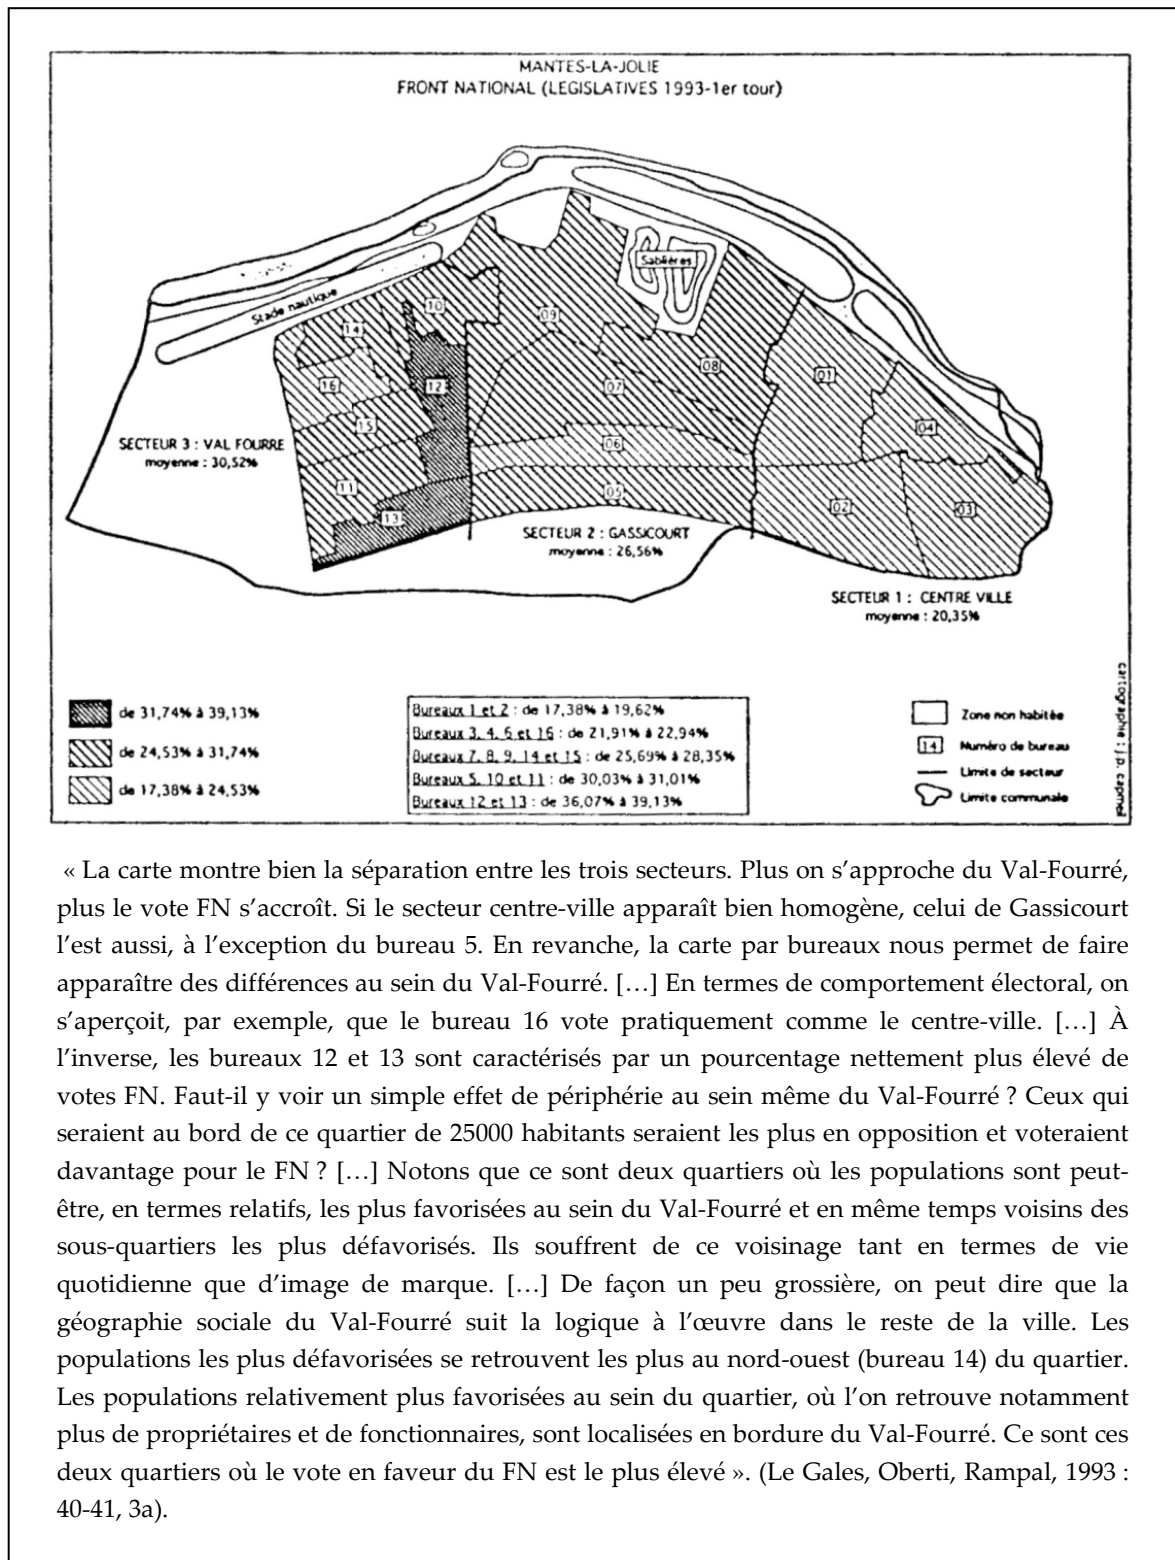 MANTES-LA-JOLIE
FRONT NATIONAL (LEGISLATIVES 1993-1er tour)
Sablières
Stade nautique
10
14
09
16
12
08
01
07
15
04
06
SECTEUR 3 : VAL FOURRE
moyenne : 30,52%
11
05
02
03
13
SECTEUR 2 : GASSICOURT
moyenne : 26,56%
SECTEUR 1 : CENTRE VILLE
moyenne : 20,35%
de 31,74% à 39,13%
de 24,53% à 31,74%
de 17,38% à 24,53%
Bureaux 1 et 2 : de 17,38% à 19,62%
Bureaux 3, 4, 6 et 16 : de 21,91% à 22,94%
Bureaux 7, 8, 9, 14 et 15 : de 25,69% à 28,35%
Bureaux 5, 10 et 11 : de 30,03% à 31,01%
Bureaux 12 et 13 : de 36,07% à 39,13%
Zone non habitée
14 Numéro de bureau
Limite de secteur
Limite communale
cartographie : j.p. 
« La carte montre bien la séparation entre les trois secteurs. Plus on s’approche du Val-Fourré,
plus le vote FN s’accroît. Si le secteur centre-ville apparaît bien homogène, celui de Gassicourt
l’est aussi, à l’exception du bureau 5. En revanche, la carte par bureaux nous permet de faire
apparaître des différences au sein du Val-Fourré. […] En termes de comportement électoral, on
s’aperçoit, par exemple, que le bureau 16 vote pratiquement comme le centre-ville. […] À
l’inverse, les bureaux 12 et 13 sont caractérisés par un pourcentage nettement plus élevé de
votes FN. Faut-il y voir un simple effet de périphérie au sein même du Val-Fourré ? Ceux qui
seraient au bord de ce quartier de 25000 habitants seraient les plus en opposition et voteraient
davantage pour le FN ? […] Notons que ce sont deux quartiers où les populations sont peut-
être, en termes relatifs, les plus favorisées au sein du Val-Fourré et en même temps voisins des
sous-quartiers les plus défavorisés. Ils souffrent de ce voisinage tant en termes de vie
quotidienne que d’image de marque. […] De façon un peu grossière, on peut dire que la
géographie sociale du Val-Fourré suit la logique à l’œuvre dans le reste de la ville. Les
populations les plus défavorisées se retrouvent les plus au nord-ouest (bureau 14) du quartier.
Les populations relativement plus favorisées au sein du quartier, où l’on retrouve notamment
plus de propriétaires et de fonctionnaires, sont localisées en bordure du Val-Fourré. Ce sont ces
deux quartiers où le vote en faveur du FN est le plus élevé ». (Le Gales, Oberti, Rampal, 1993 :
40-41, 3a).